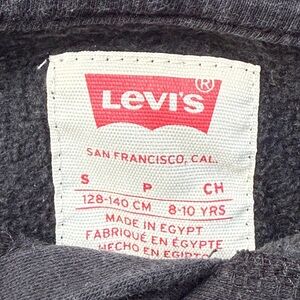 LEVI'S®
SAN FRANCISCO, CAL.
S P CH
128-140 CM 8-10 YRS
MADE IN EGYPT
FABRIQUÉ EN ÉGYPTE
HECHO EN EGIPTO